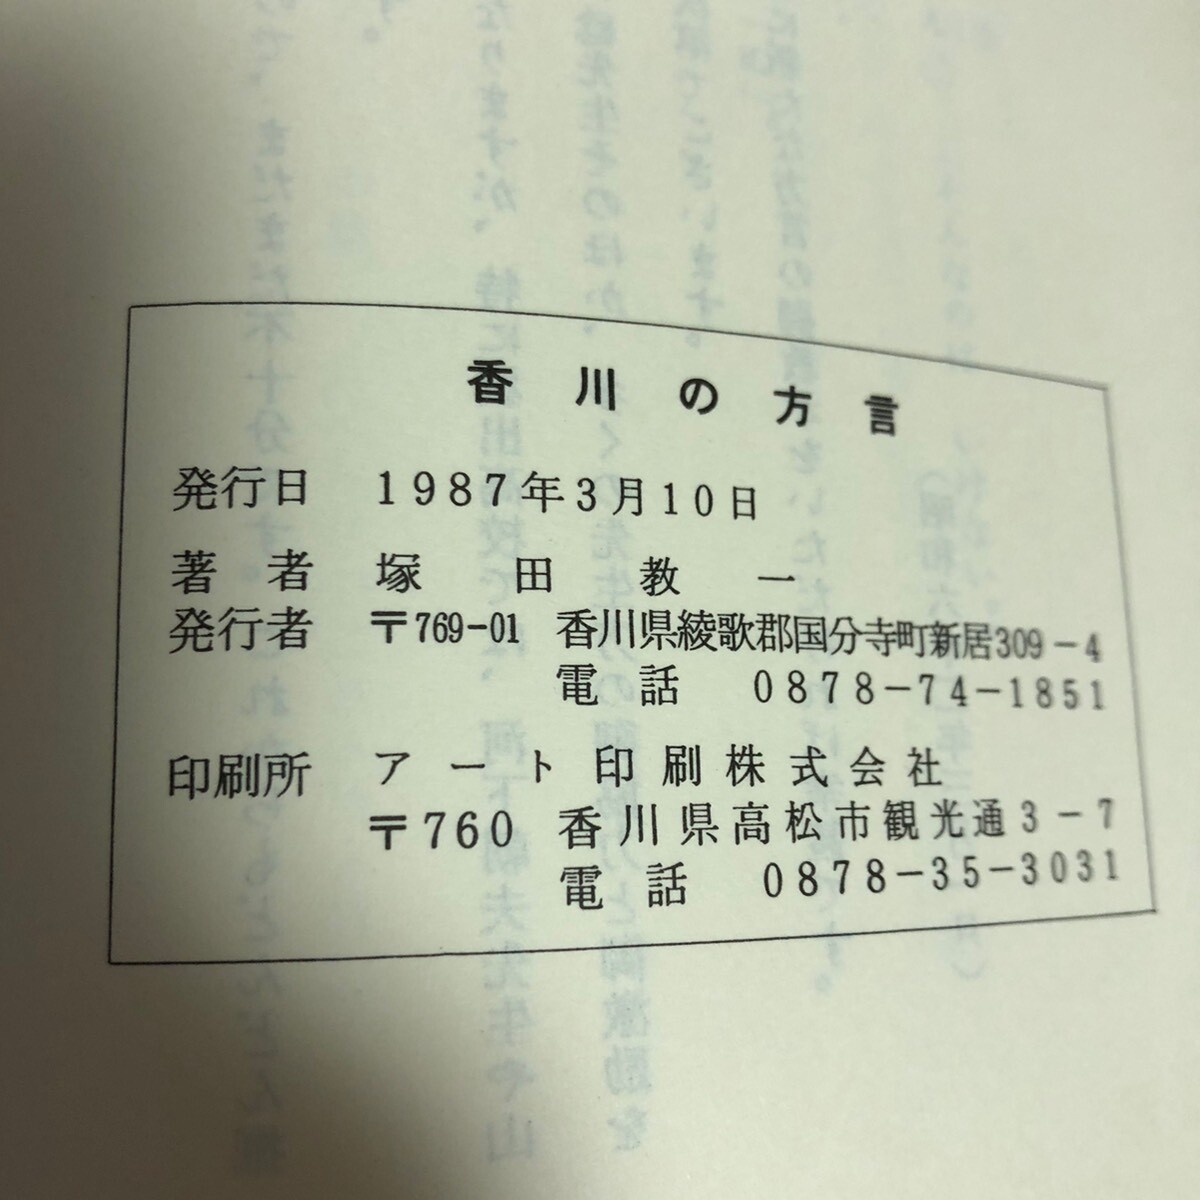 香川の方言
発行日 1987年3月10日
著者 塚田教一
発行者 〒769-01 香川県綾歌郡国分寺町新居309-4
電話 0878-74-1851
印刷所 アート印刷株式会社
〒760 香川県高松市観光通3-7
電話 0878-35-3031